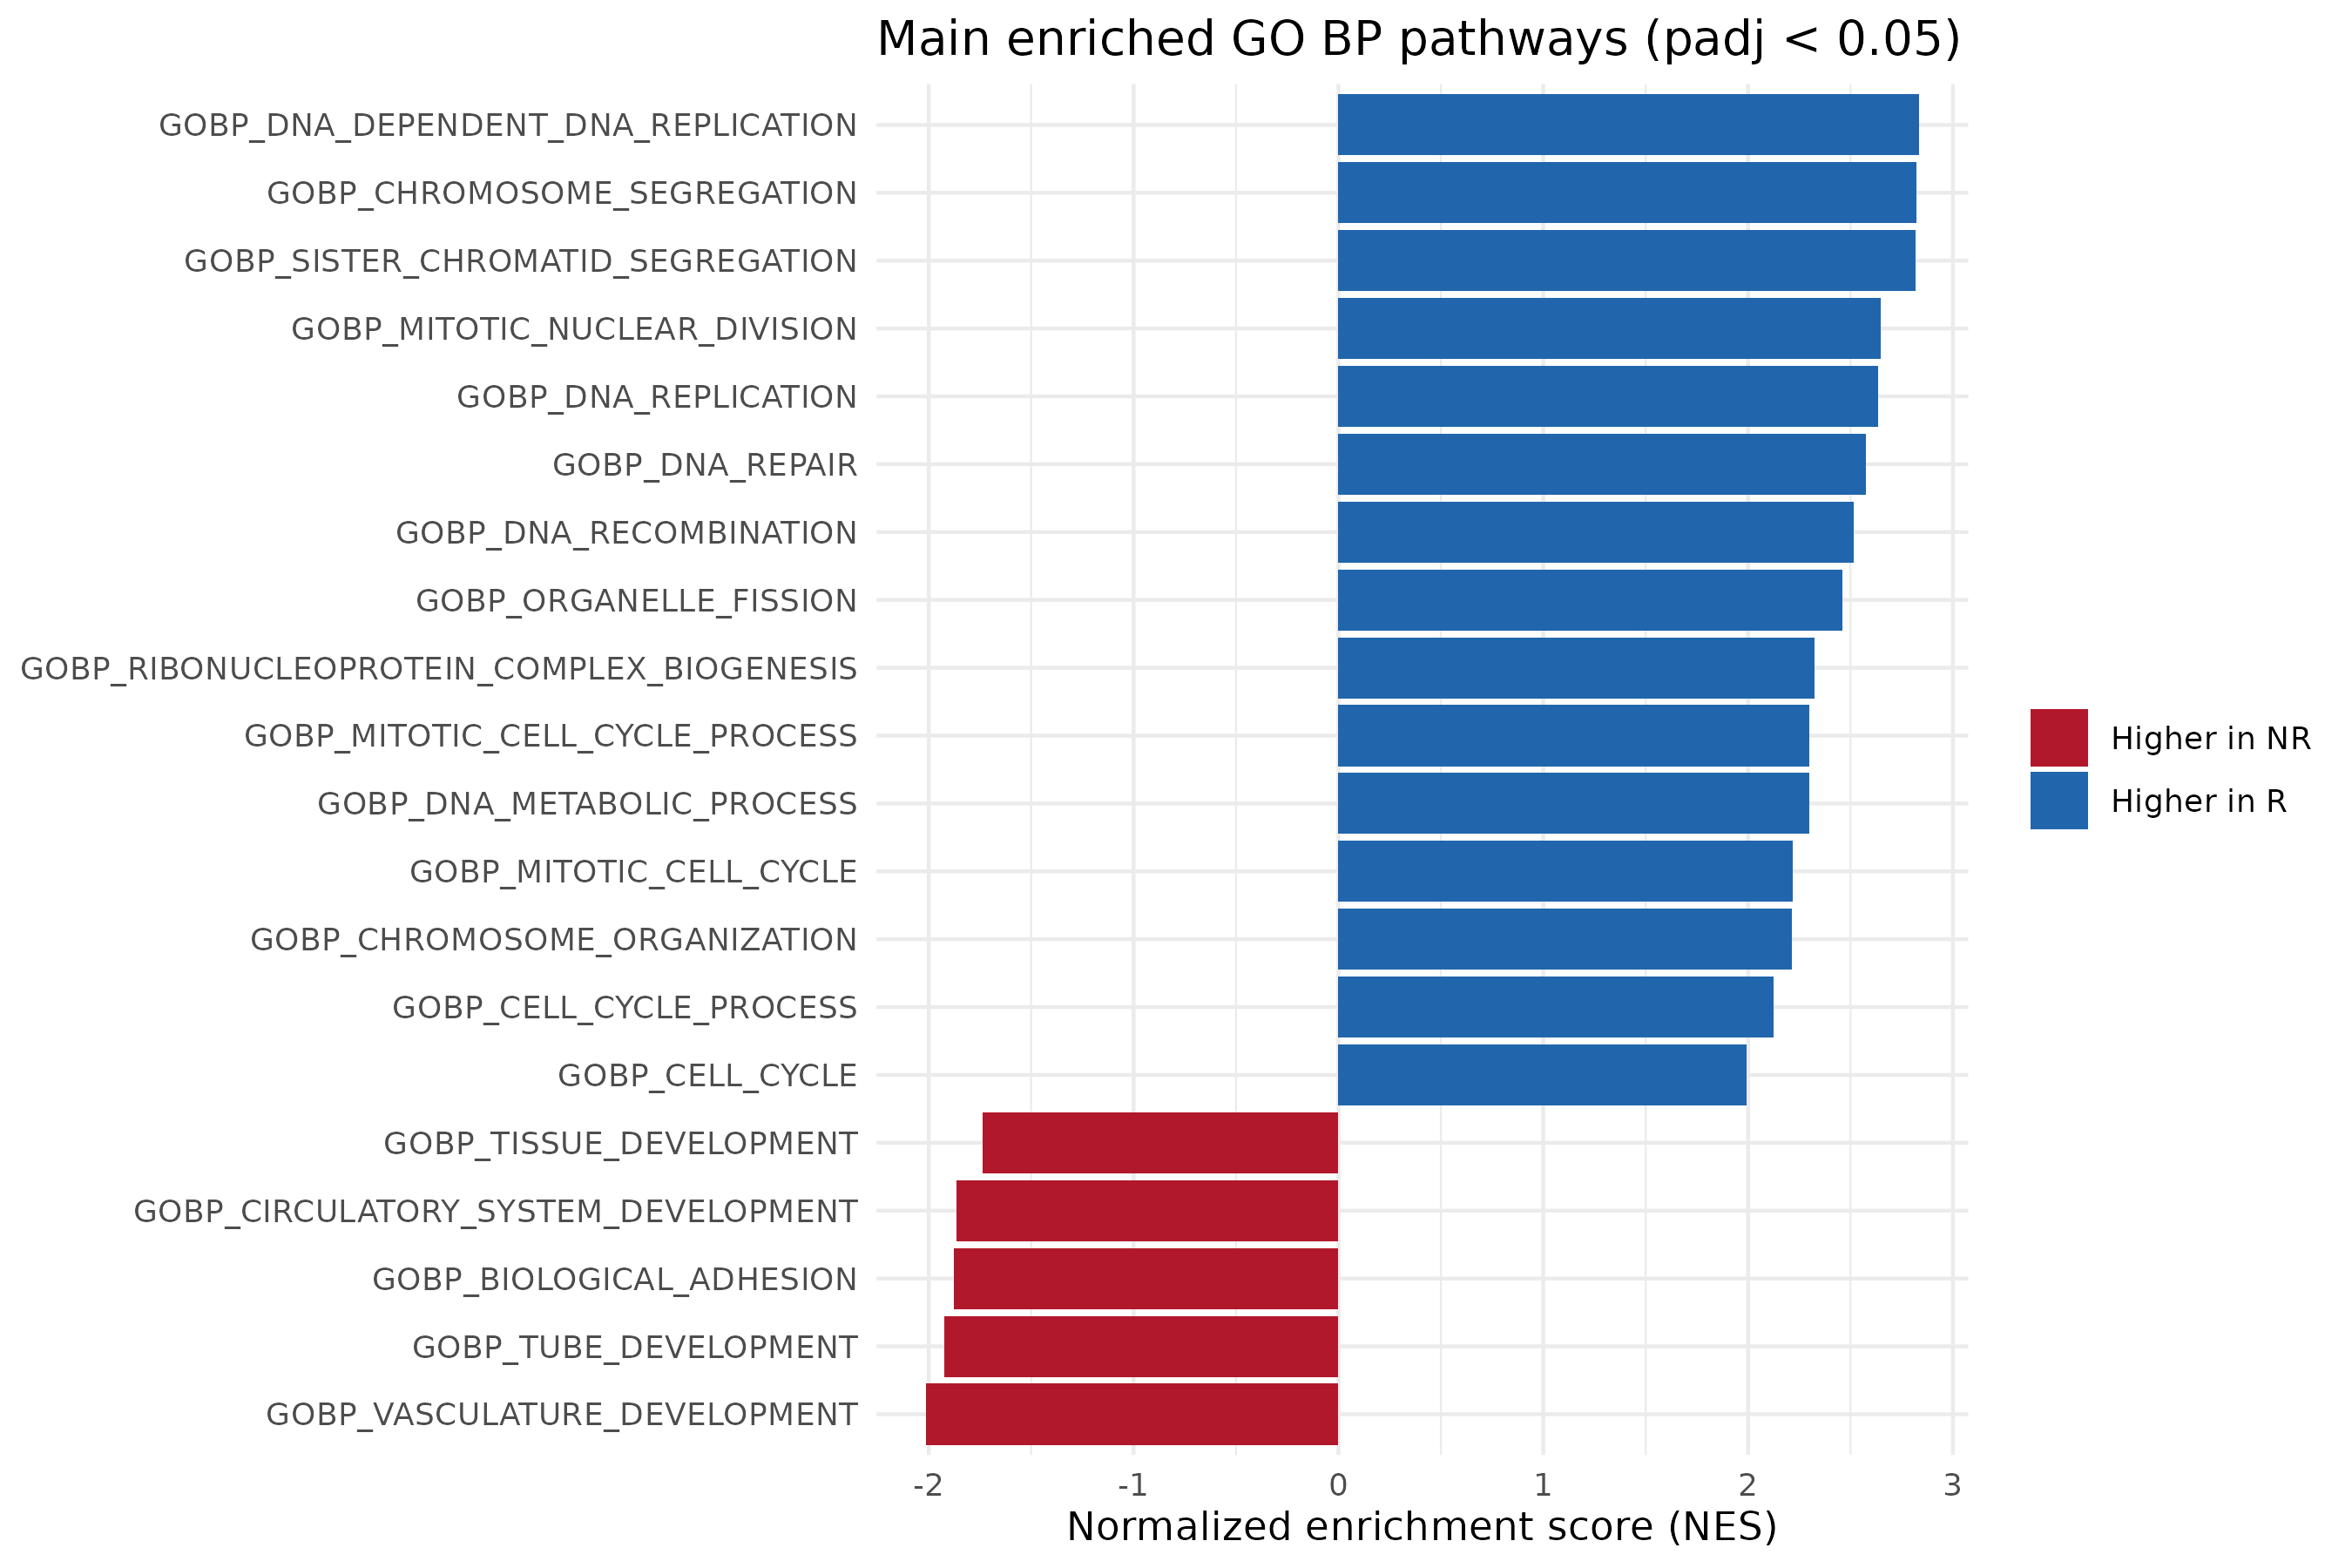 Main enriched GO BP pathways (padj < 0.05)
GOBP_DNA_DEPENDENT_DNA_REPLICATION
GOBP_CHROMOSOME_SEGREGATION
GOBP_SISTER_CHROMATID_SEGREGATION
GOBP_MITOTIC_NUCLEAR_DIVISION
GOBP_DNA_REPLICATION
GOBP_DNA_REPAIR
GOBP_DNA_RECOMBINATION
GOBP_ORGANELLE_FISSION
GOBP_RIBONUCLEOPROTEIN_COMPLEX_BIOGENESIS
GOBP_MITOTIC_CELL_CYCLE_PROCESS
GOBP_DNA_METABOLIC_PROCESS
GOBP_MITOTIC_CELL_CYCLE
GOBP_CHROMOSOME_ORGANIZATION
GOBP_CELL_CYCLE_PROCESS
GOBP_CELL_CYCLE
GOBP_TISSUE_DEVELOPMENT
GOBP_CIRCULATORY_SYSTEM_DEVELOPMENT
GOBP_BIOLOGICAL_ADHESION
GOBP_TUBE_DEVELOPMENT
GOBP_VASCULATURE_DEVELOPMENT
-2 -1 0 1 2 3
Normalized enrichment score (NES)
Higher in NR
Higher in R